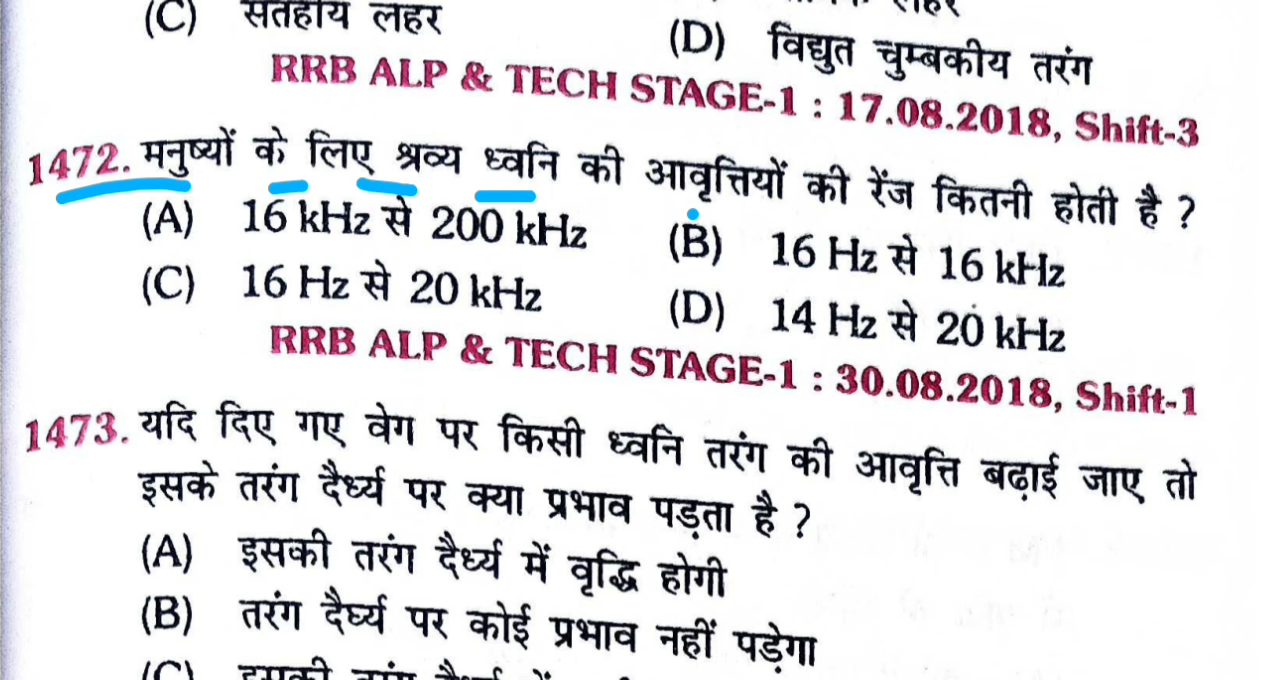 (C) सतहीय लहर
(D) विद्युत चुम्बकीय तरंग
RRB ALP & TECH STAGE-1 : 17.08.2018, Shift-3
1472. मनुष्यों के लिए श्रव्य ध्वनि की आवृत्तियों की रेंज कितनी होती है ?
(A) 16 kHz से 200 kHz (B) 16 Hz से 16 kHz
(C) 16 Hz से 20 kHz (D) 14 Hz से 20 kHz
RRB ALP & TECH STAGE-1 : 30.08.2018, Shift-1
1473. यदि दिए गए वेग पर किसी ध्वनि तरंग की आवृत्ति बढ़ाई जाए तो
इसके तरंग दैर्ध्य पर क्या प्रभाव पड़ता है ?
(A) इसकी तरंग दैर्ध्य में वृद्धि होगी
(B) तरंग दैर्घ्य पर कोई प्रभाव नहीं पड़ेगा
(C) इसकी तरंग